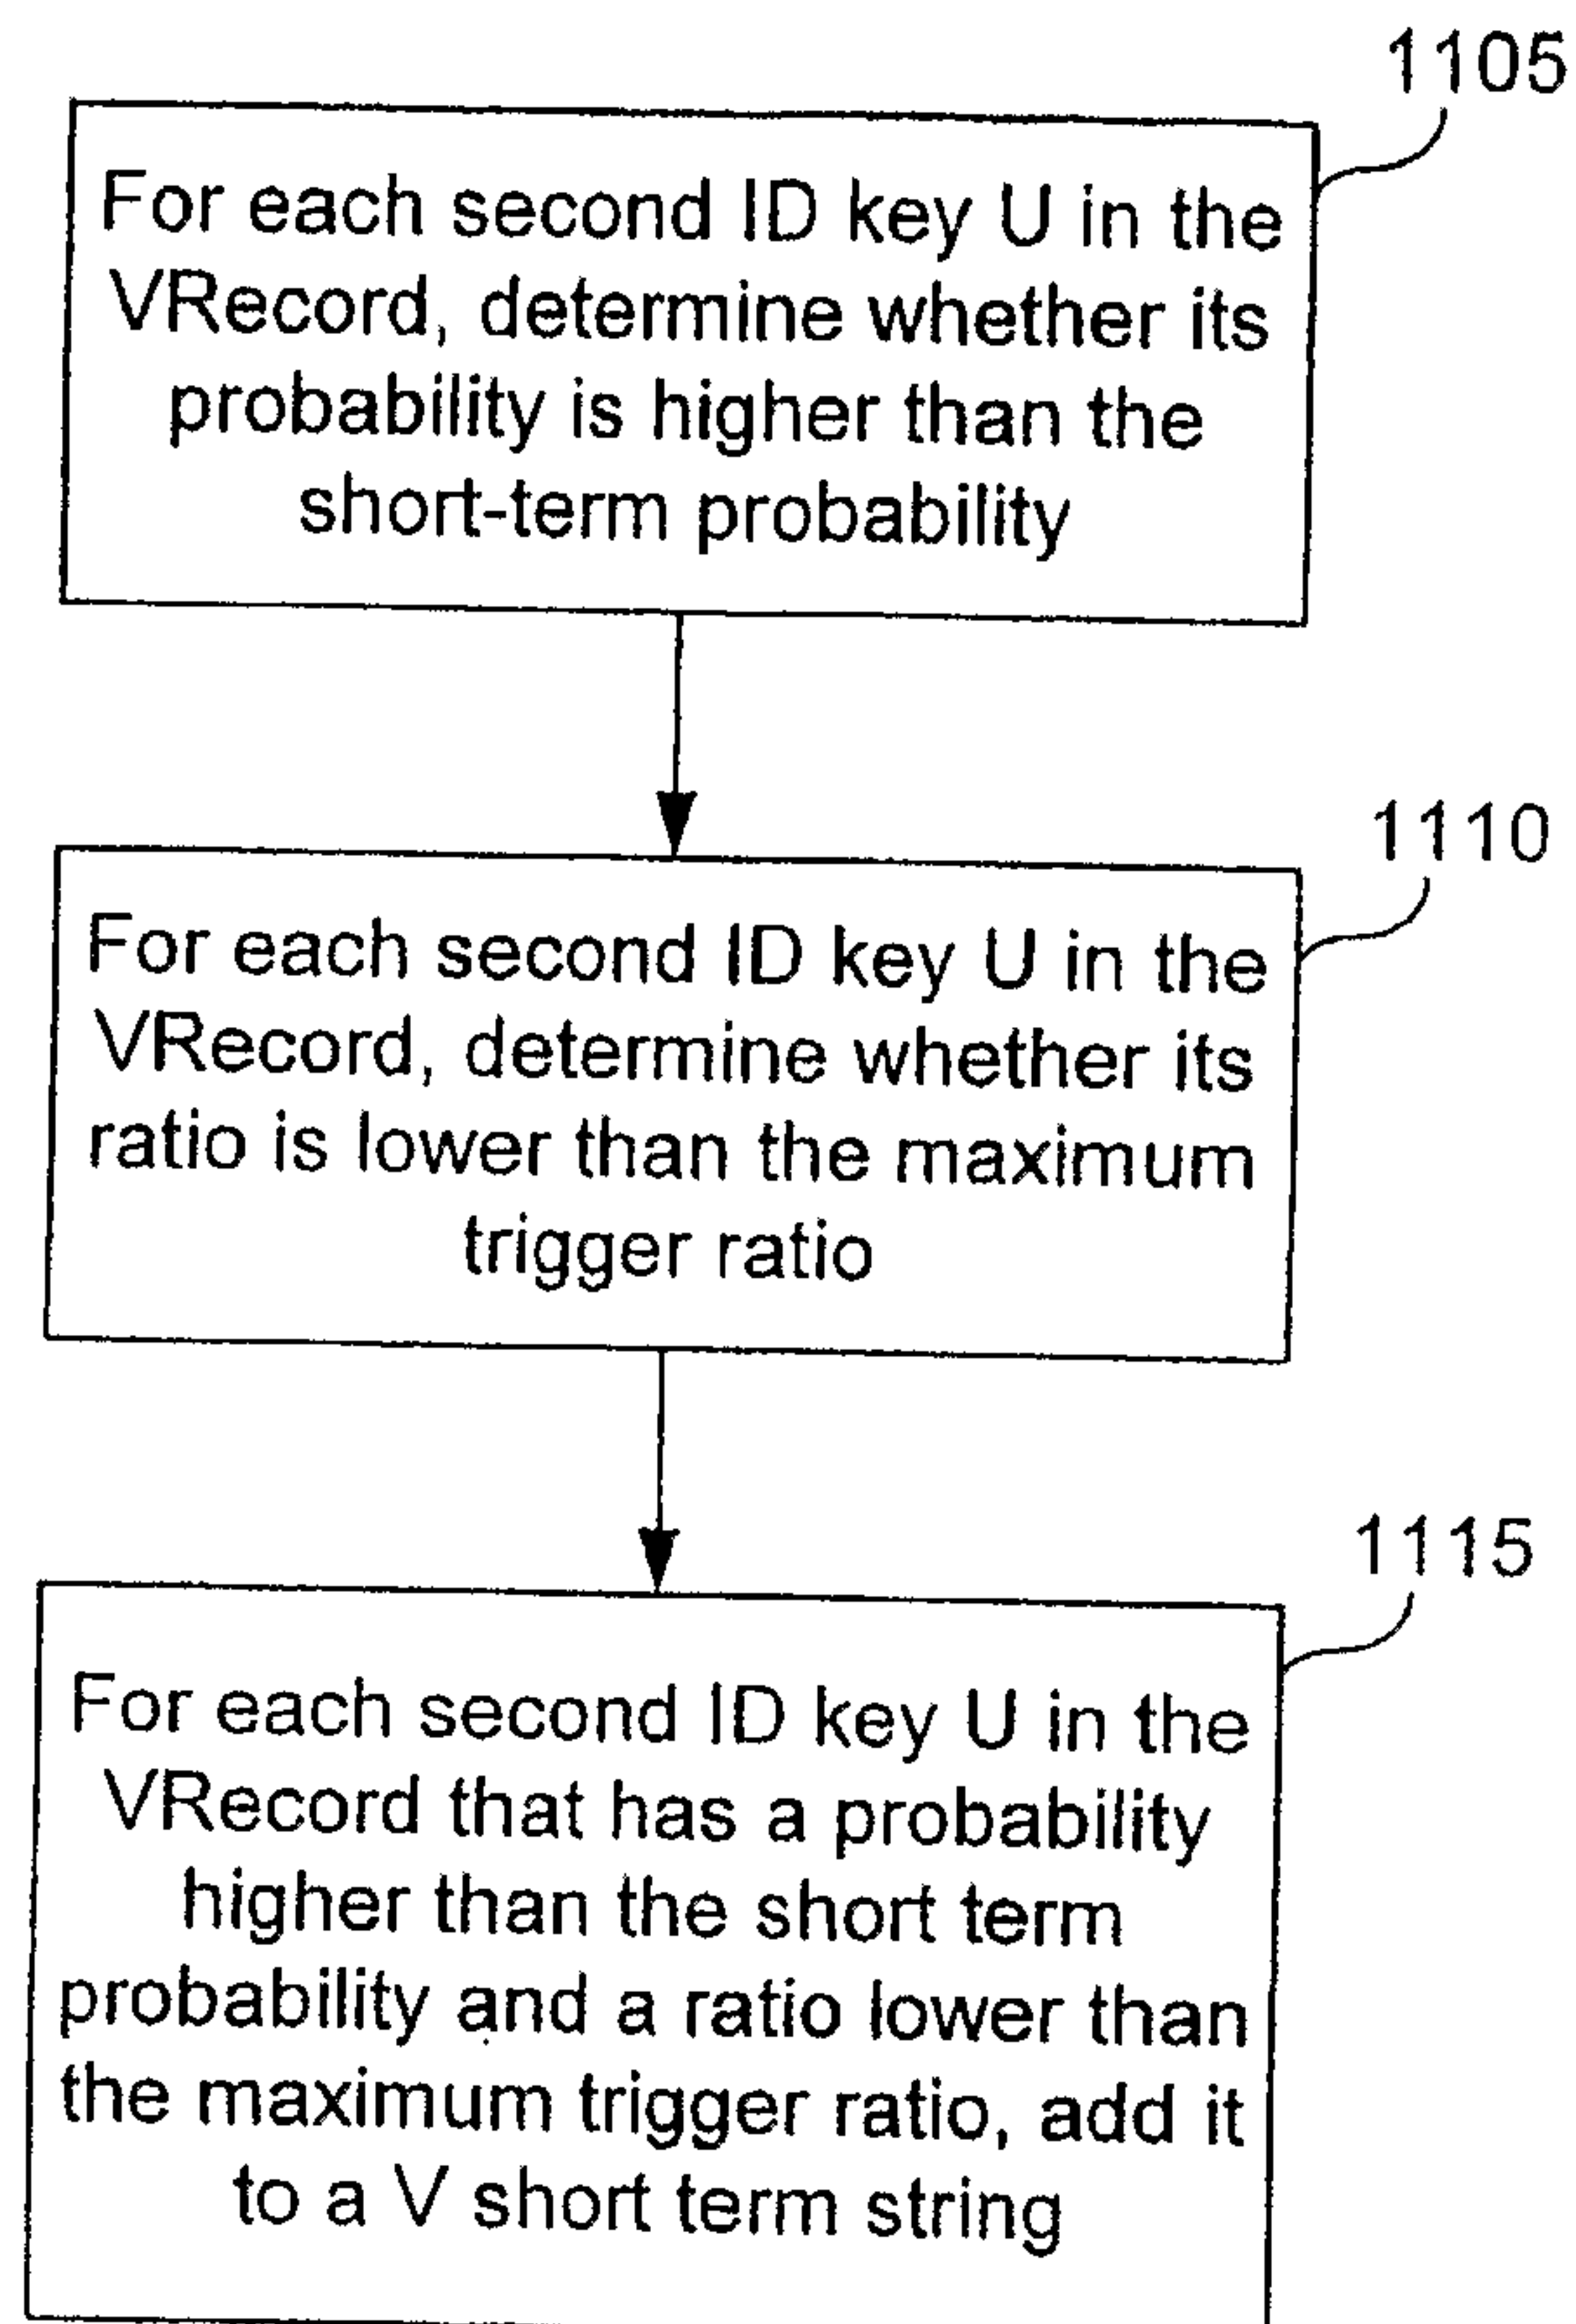 1105
For each second ID key U in the
VRecord, determine whether its
probability is higher than the
short-term probability
1110
For each second ID key U in the
VRecord, determine whether its
ratio is lower than the maximum
trigger ratio
1115
For each second ID key U in the
VRecord that has a probability
higher than the short term
probability and a ratio lower than
the maximum trigger ratio, add it
to a V short term string